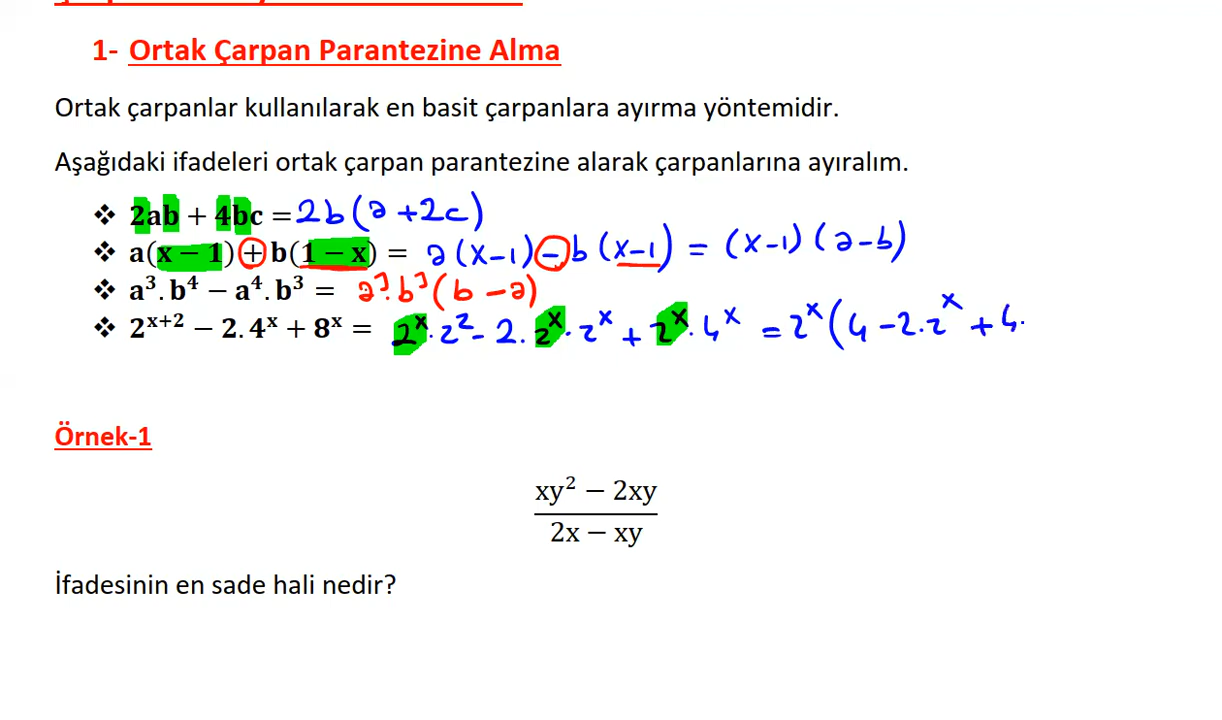 1- Ortak Çarpan Parantezine Alma
Ortak çarpanlar kullanılarak en basit çarpanlara ayırma yöntemidir.
Aşağıdaki ifadeleri ortak çarpan parantezine alarak çarpanlarına ayıralım.
❖ 2ab + 4bc = 2b(a + 2c)
❖ a(x − 1) + b(1 − x) = a(x−1) − b(x−1) = (x−1)(a−b)
❖ a³.b⁴ − a⁴.b³ = a³.b³(b − a)
❖ 2ˣ⁺² − 2.4ˣ + 8ˣ = 2ˣ.2² − 2.2ˣ.2ˣ + 2ˣ.4ˣ = 2ˣ(4 − 2.2ˣ + 4.
Örnek-1
xy² − 2xy
2x − xy
İfadesinin en sade hali nedir?